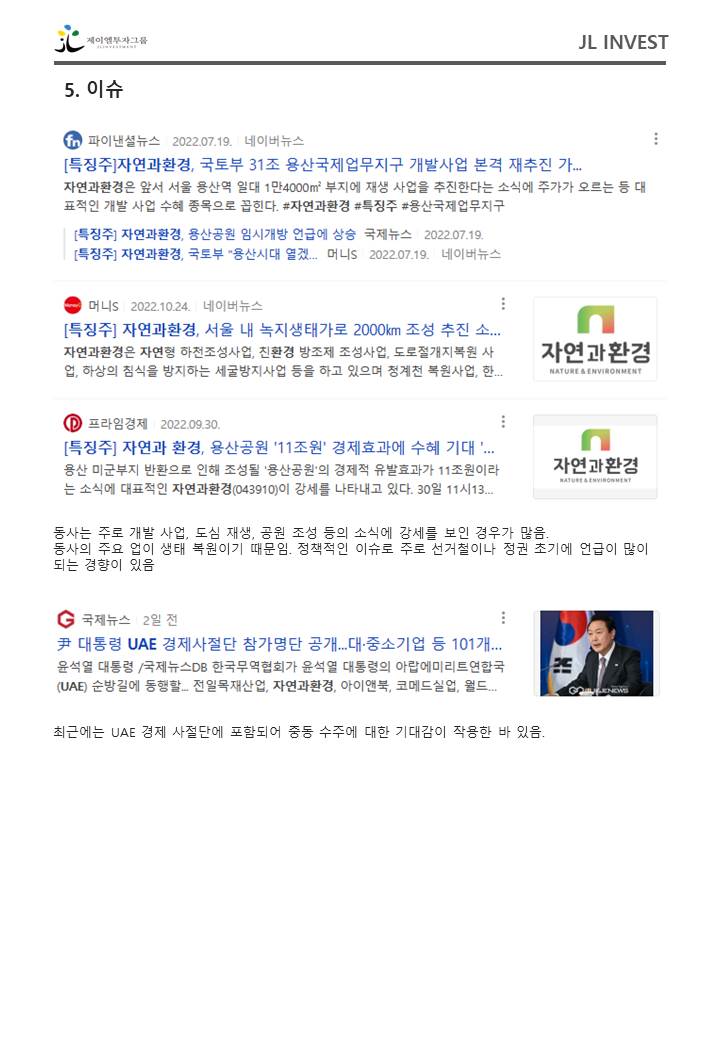 제이엠투자그룹
JL INVESTMENT
JL INVEST
5. 이슈
fn 파이낸셜뉴스 2022.07.19. 네이버뉴스
[특징주]자연과환경, 국토부 31조 용산국제업무지구 개발사업 본격 재추진 가...
자연과환경은 앞서 서울 용산역 일대 1만4000㎡ 부지에 재생 사업을 추진한다는 소식에 주가가 오르는 등 대
표적인 개발 사업 수혜 종목으로 꼽힌다. #자연과환경 #특징주 #용산국제업무지구
[특징주] 자연과환경, 용산공원 임시개방 언급에 상승 국제뉴스 2022.07.19.
[특징주] 자연과환경, 국토부 "용산시대 열겠... 머니S 2022.07.19. 네이버뉴스
머니S 2022.10.24. 네이버뉴스
[특징주] 자연과환경, 서울 내 녹지생태가로 2000㎞ 조성 추진 소...
자연과환경은 자연형 하천조성사업, 친환경 방조제 조성사업, 도로절개지복원 사
업, 하상의 침식을 방지하는 세굴방지사업 등을 하고 있으며 청계천 복원사업, 한...
자연과환경
NATURE & ENVIRONMENT
프라임경제 2022.09.30.
[특징주] 자연과 환경, 용산공원 '11조원' 경제효과에 수혜 기대 '...
용산 미군부지 반환으로 인해 조성될 '용산공원'의 경제적 유발효과가 11조원이라
는 소식에 대표적인 자연과환경(043910)이 강세를 나타내고 있다. 30일 11시13...
자연과환경
NATURE & ENVIRONMENT
동사는 주로 개발 사업, 도심 재생, 공원 조성 등의 소식에 강세를 보인 경우가 많음.
동사의 주요 업이 생태 복원이기 때문임. 정책적인 이슈로 주로 선거철이나 정권 초기에 언급이 많이
되는 경향이 있음
국제뉴스 2일 전
尹 대통령 UAE 경제사절단 참가명단 공개...대·중소기업 등 101개...
윤석열 대통령 /국제뉴스DB 한국무역협회가 윤석열 대통령의 아랍에미리트연합국
(UAE) 순방길에 동행할... 전일목재산업, 자연과환경, 아이앤북, 코메드실업, 월드...
GUKJENEWS
최근에는 UAE 경제 사절단에 포함되어 중동 수주에 대한 기대감이 작용한 바 있음.